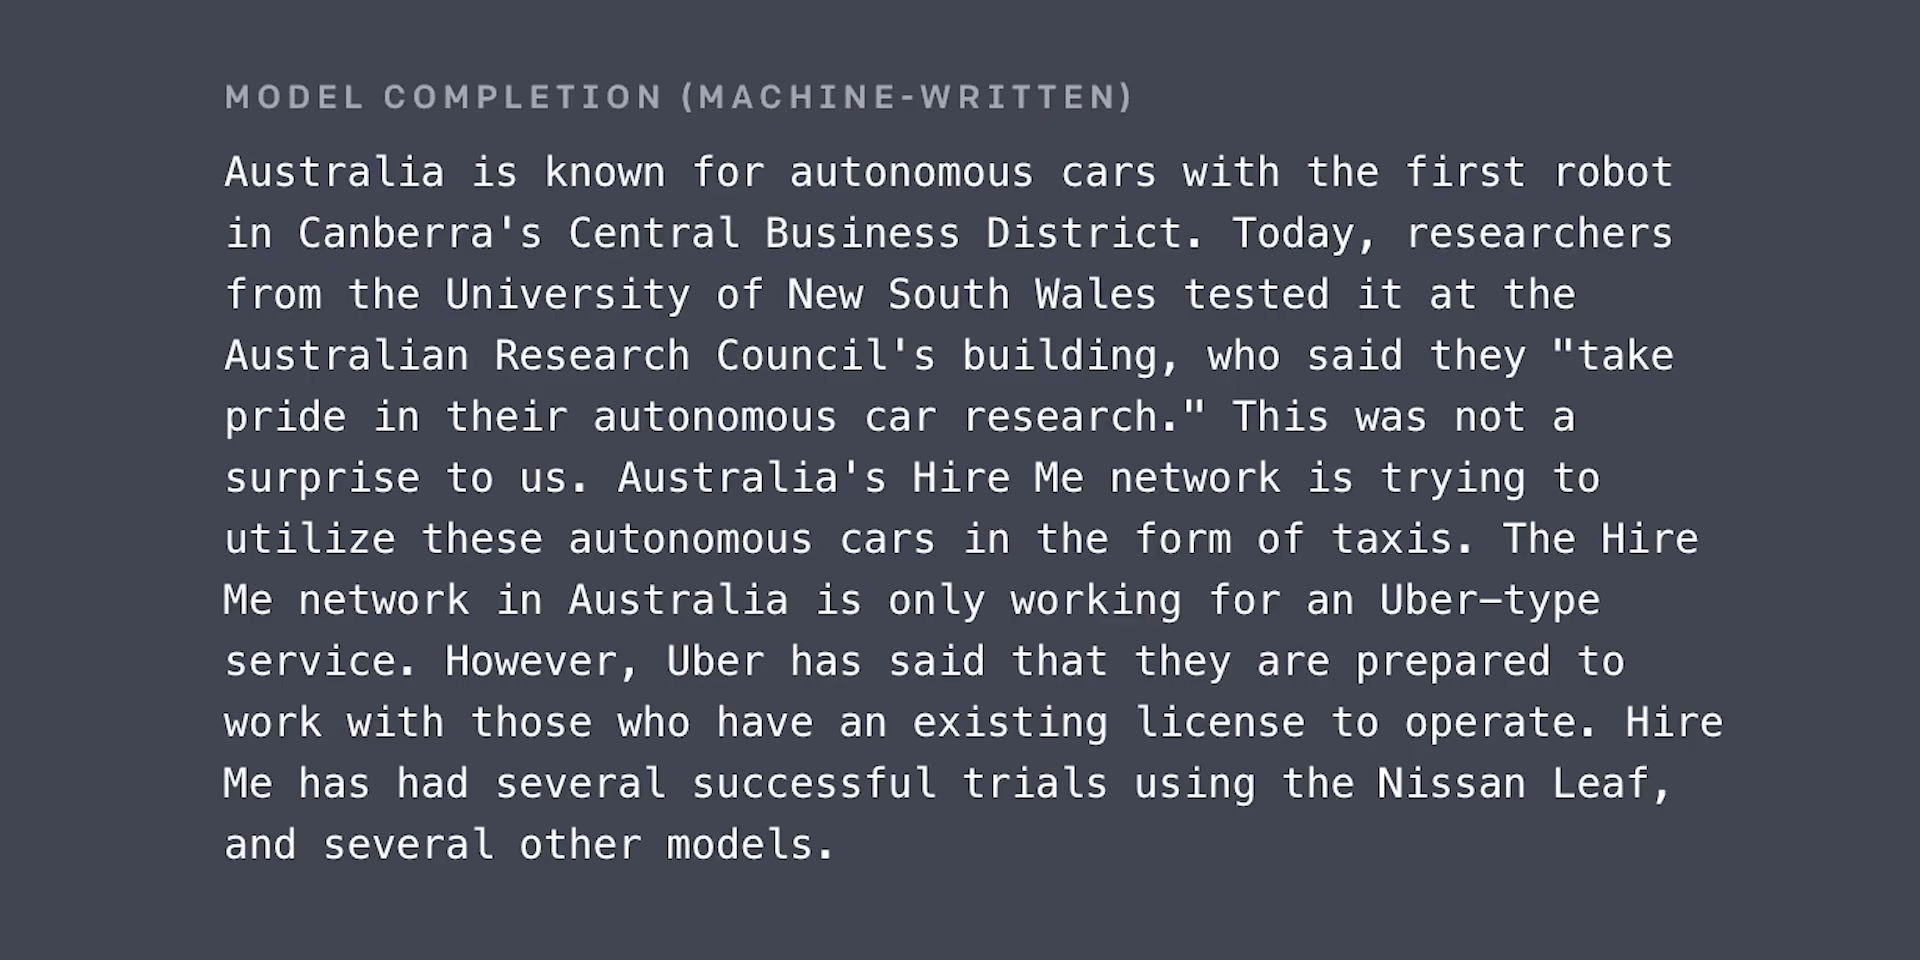 MODEL COMPLETION (MACHINE-WRITTEN)
Australia is known for autonomous cars with the first robot
in Canberra's Central Business District. Today, researchers
from the University of New South Wales tested it at the
Australian Research Council's building, who said they "take
pride in their autonomous car research." This was not a
surprise to us. Australia's Hire Me network is trying to
utilize these autonomous cars in the form of taxis. The Hire
Me network in Australia is only working for an Uber–type
service. However, Uber has said that they are prepared to
work with those who have an existing license to operate. Hire
Me has had several successful trials using the Nissan Leaf,
and several other models.